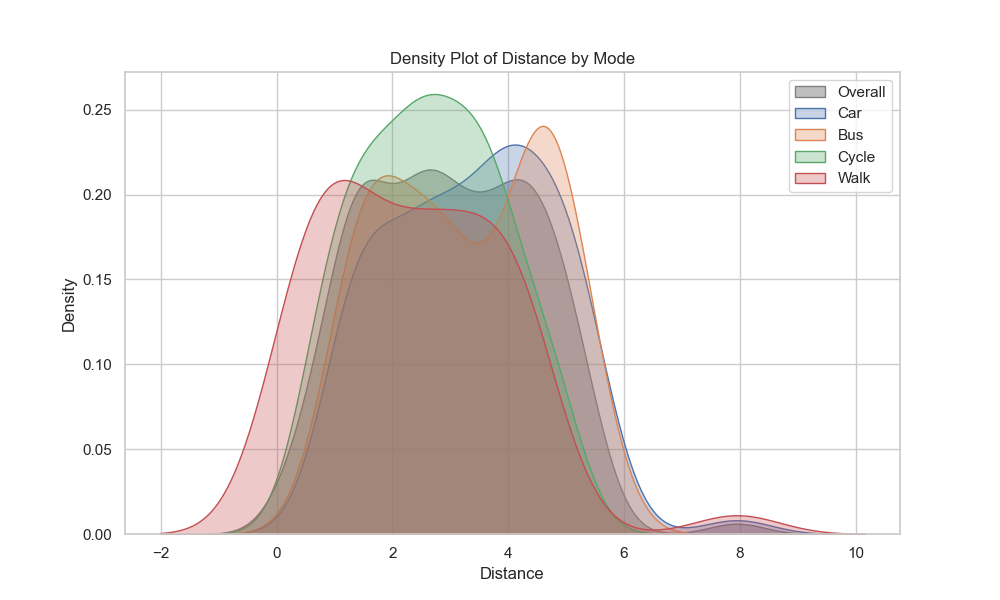 Density Plot of Distance by Mode
Overall
Car
Bus
Cycle
Walk
Density
0.25
0.20
0.15
0.10
0.05
0.00
−2
0
2
4
6
8
10
Distance